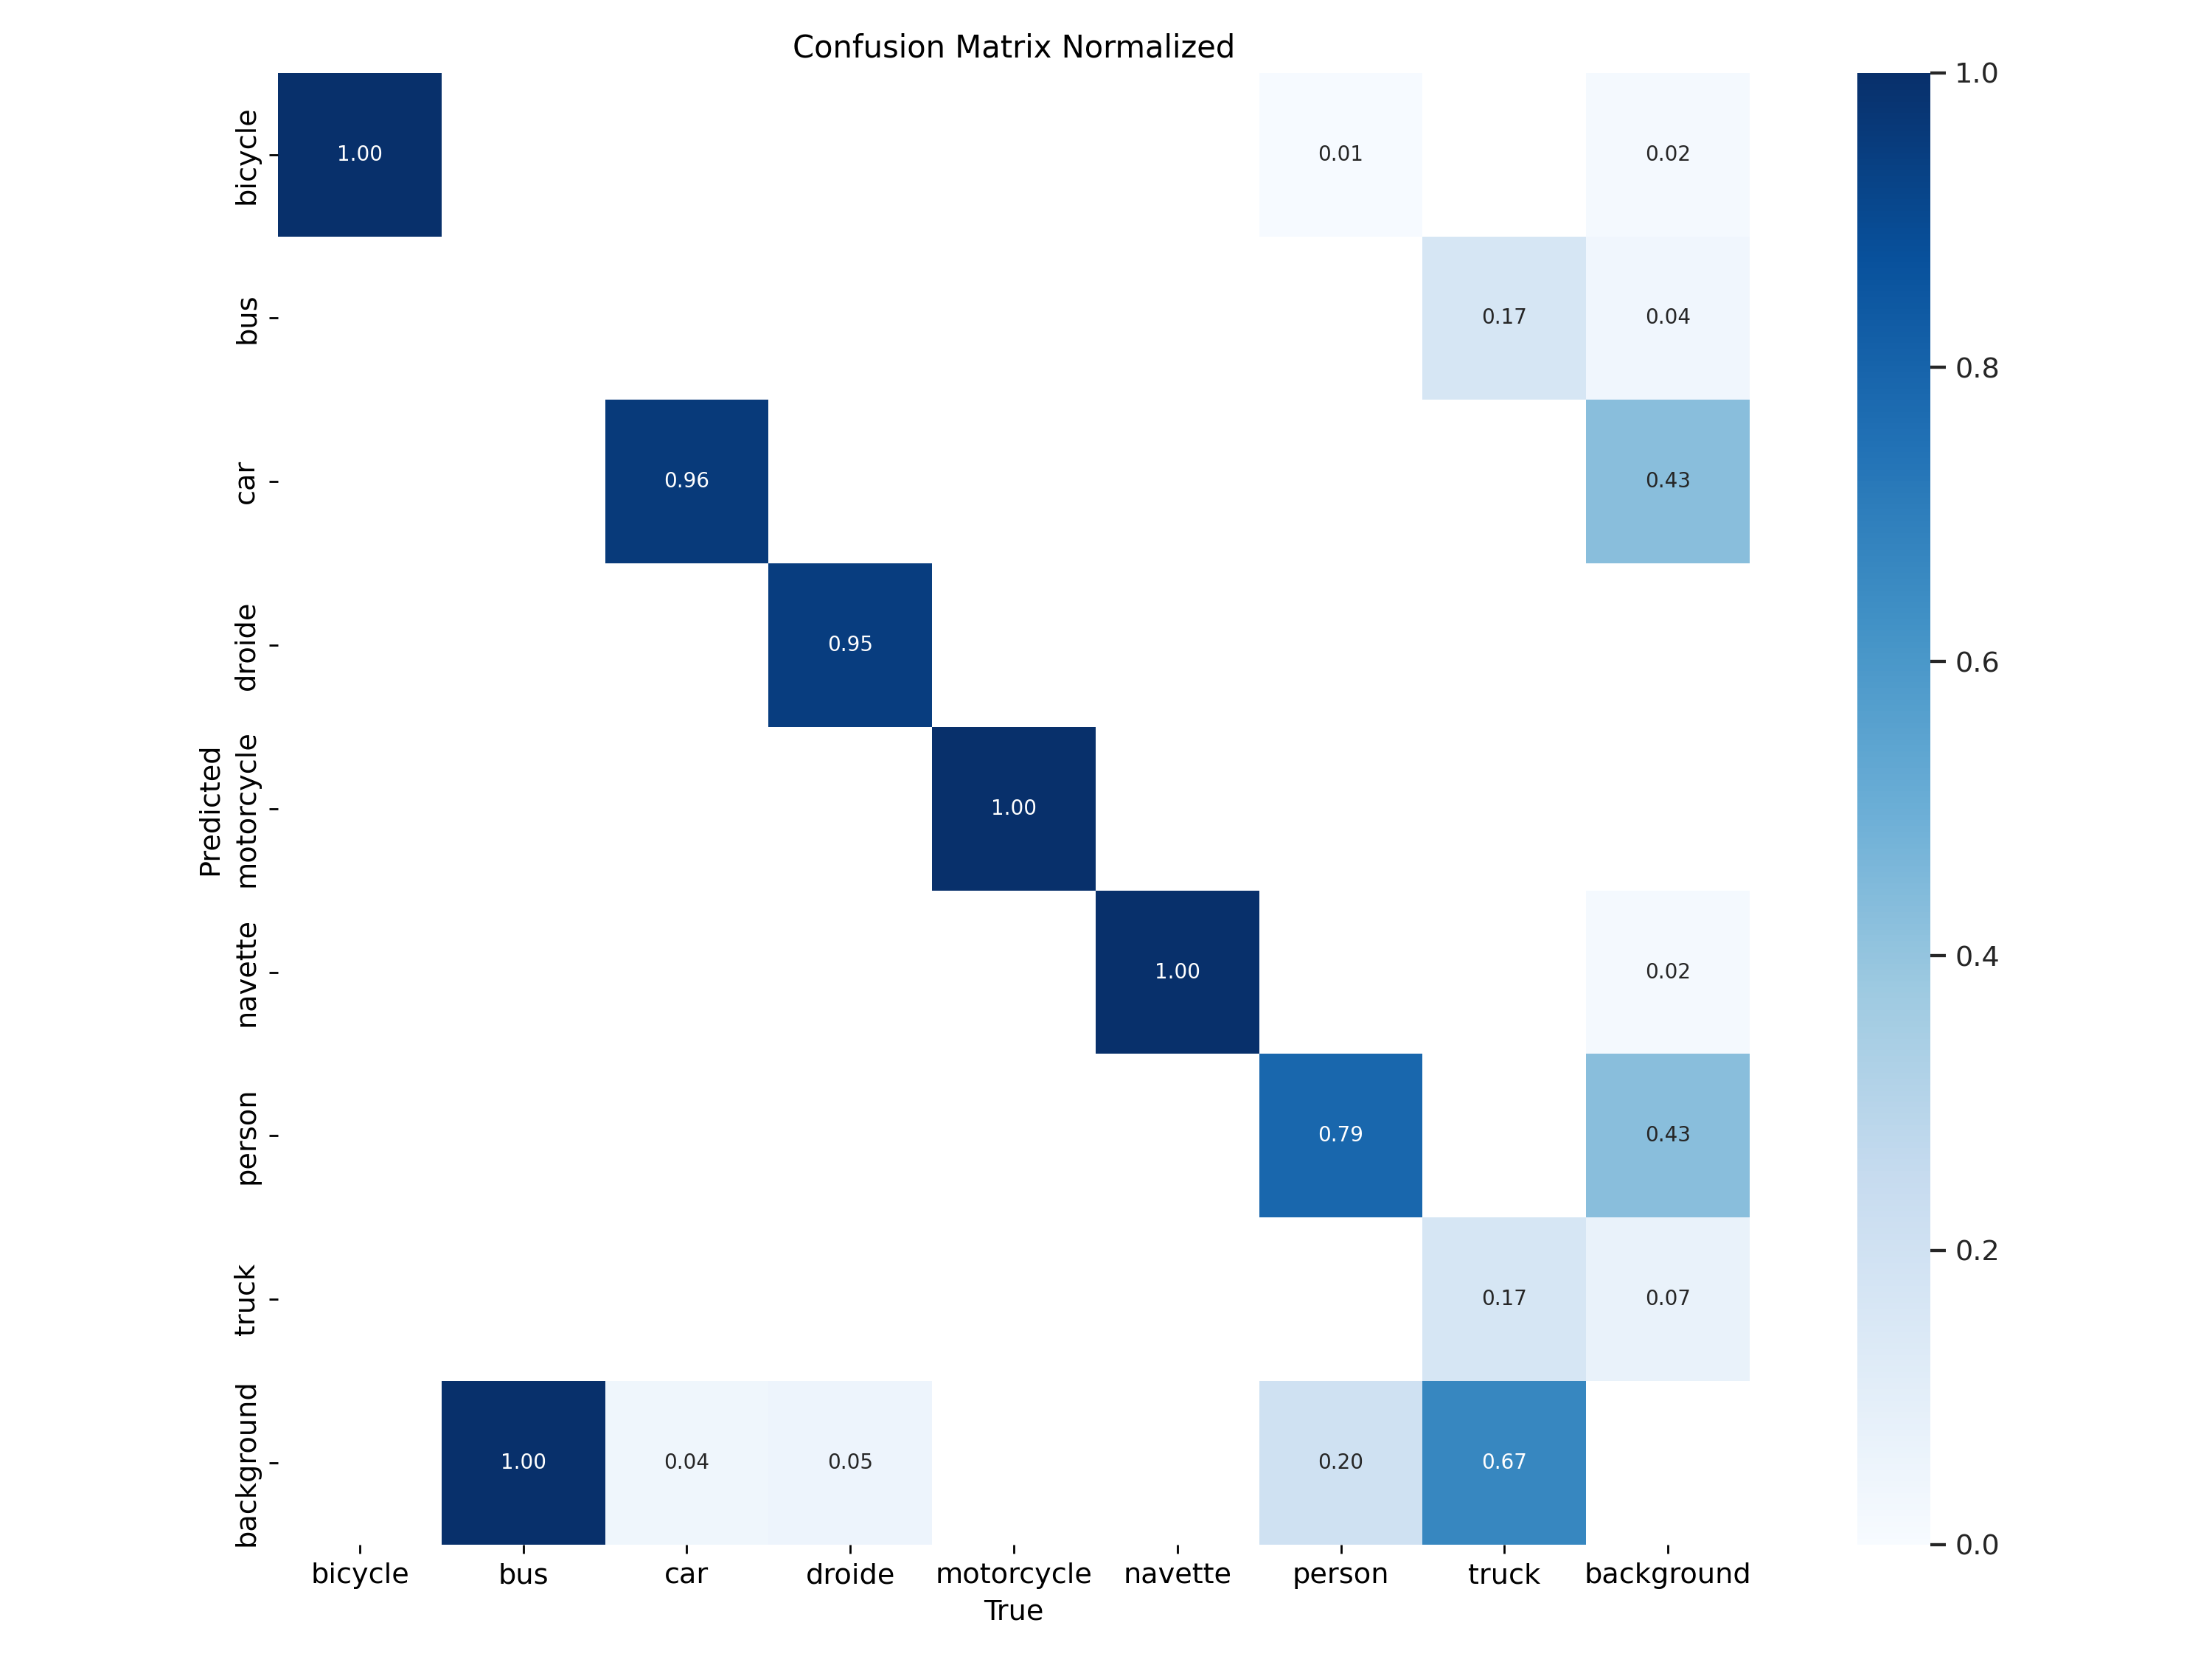 Confusion Matrix Normalized
Predicted
bicycle
1.00
0.01
0.02
bus
0.17
0.04
car
0.96
0.43
droide
0.95
motorcycle
1.00
navette
1.00
0.02
person
0.79
0.43
truck
0.17
0.07
background
1.00
0.04
0.05
0.20
0.67
bicycle
bus
car
droide
motorcycle
navette
person
truck
background
True
1.0
0.8
0.6
0.4
0.2
0.0